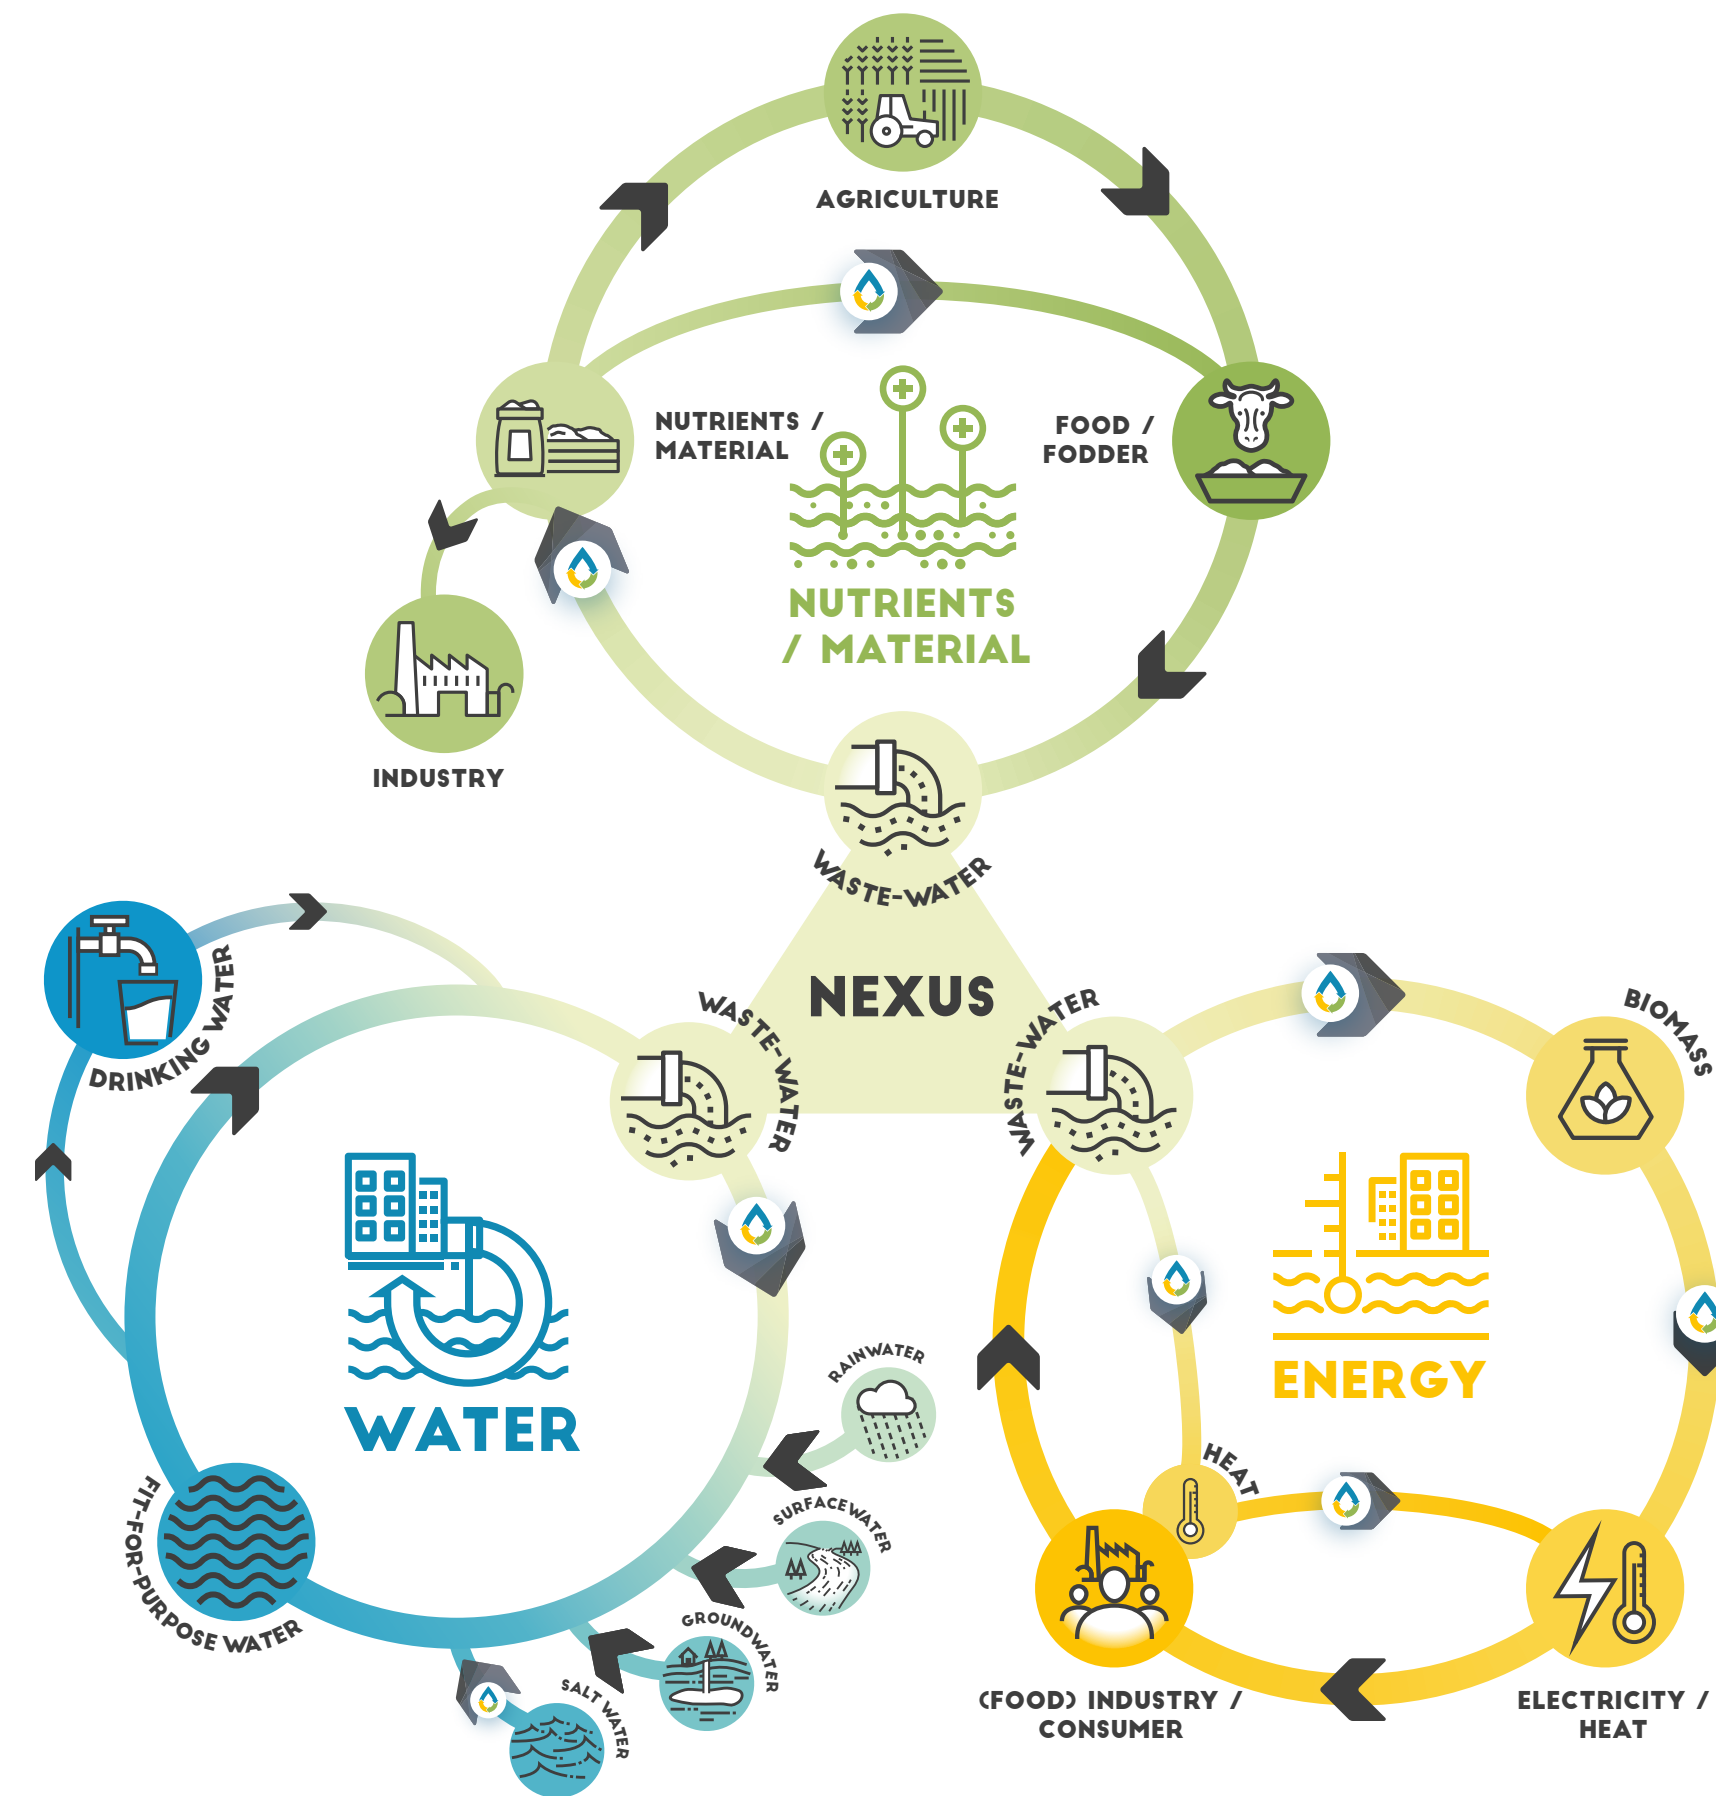 AGRICULTURE
NUTRIENTS /
MATERIAL
FOOD /
FODDER
NUTRIENTS
/ MATERIAL
INDUSTRY
WASTE-WATER
NEXUS
DRINKING WATER
WASTE-WATER
WASTE-WATER
BIOMASS
WATER
RAINWATER
SURFACEWATER
GROUNDWATER
SALT WATER
FIT-FOR-PURPOSE WATER
ENERGY
HEAT
(FOOD) INDUSTRY /
CONSUMER
ELECTRICITY /
HEAT